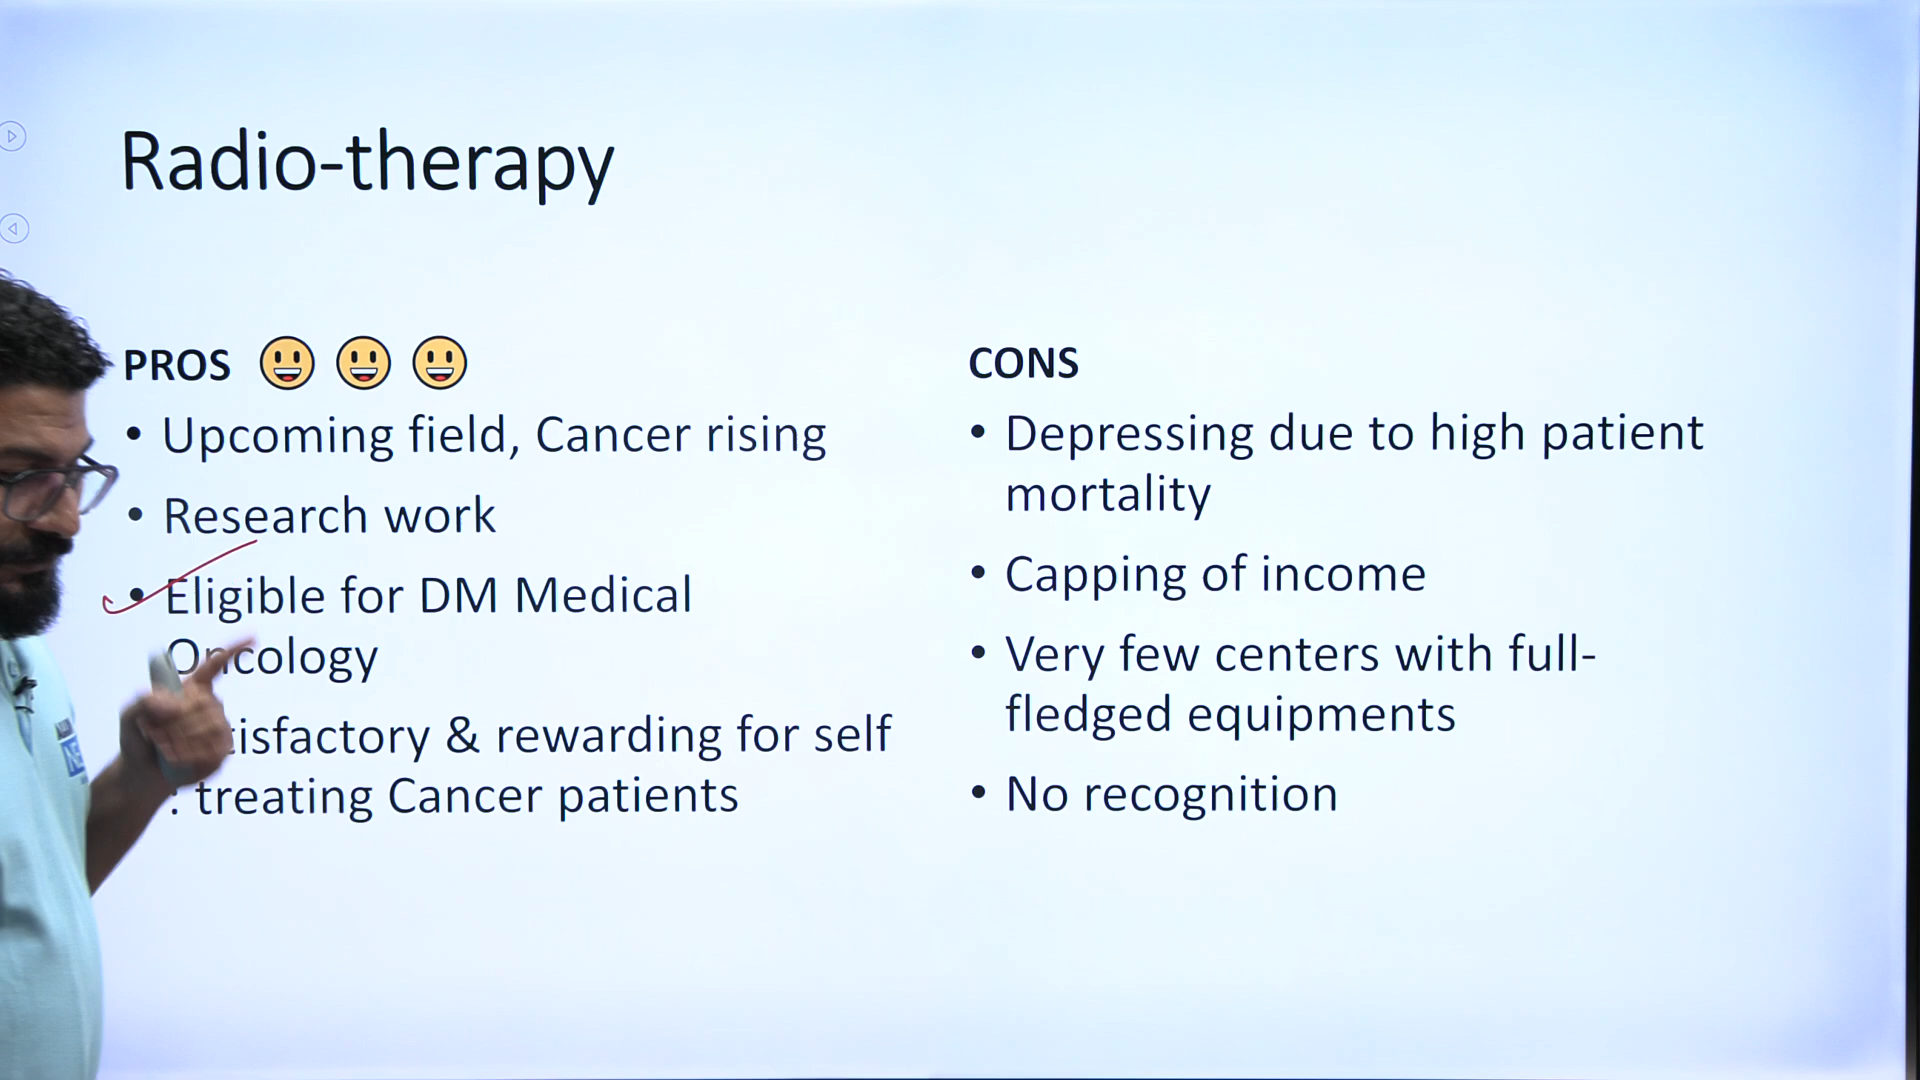 Radio-therapy
PROS
• Upcoming field, Cancer rising
• Research work
• Eligible for DM Medical
Oncology
& rewarding for self
: treating Cancer patients
CONS
• Depressing due to high patient
mortality
• Capping of income
• Very few centers with full-
fledged equipments
• No recognition